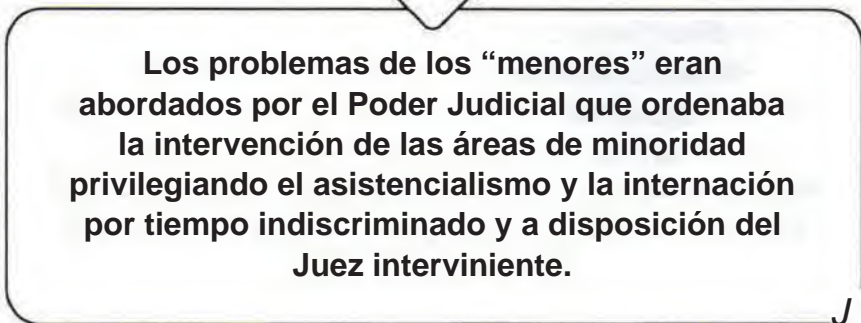 Los problemas de los “menores” eran
abordados por el Poder Judicial que ordenaba
la intervención de las áreas de minoridad
privilegiando el asistencialismo y la internación
por tiempo indiscriminado y a disposición del
Juez interviniente.
J